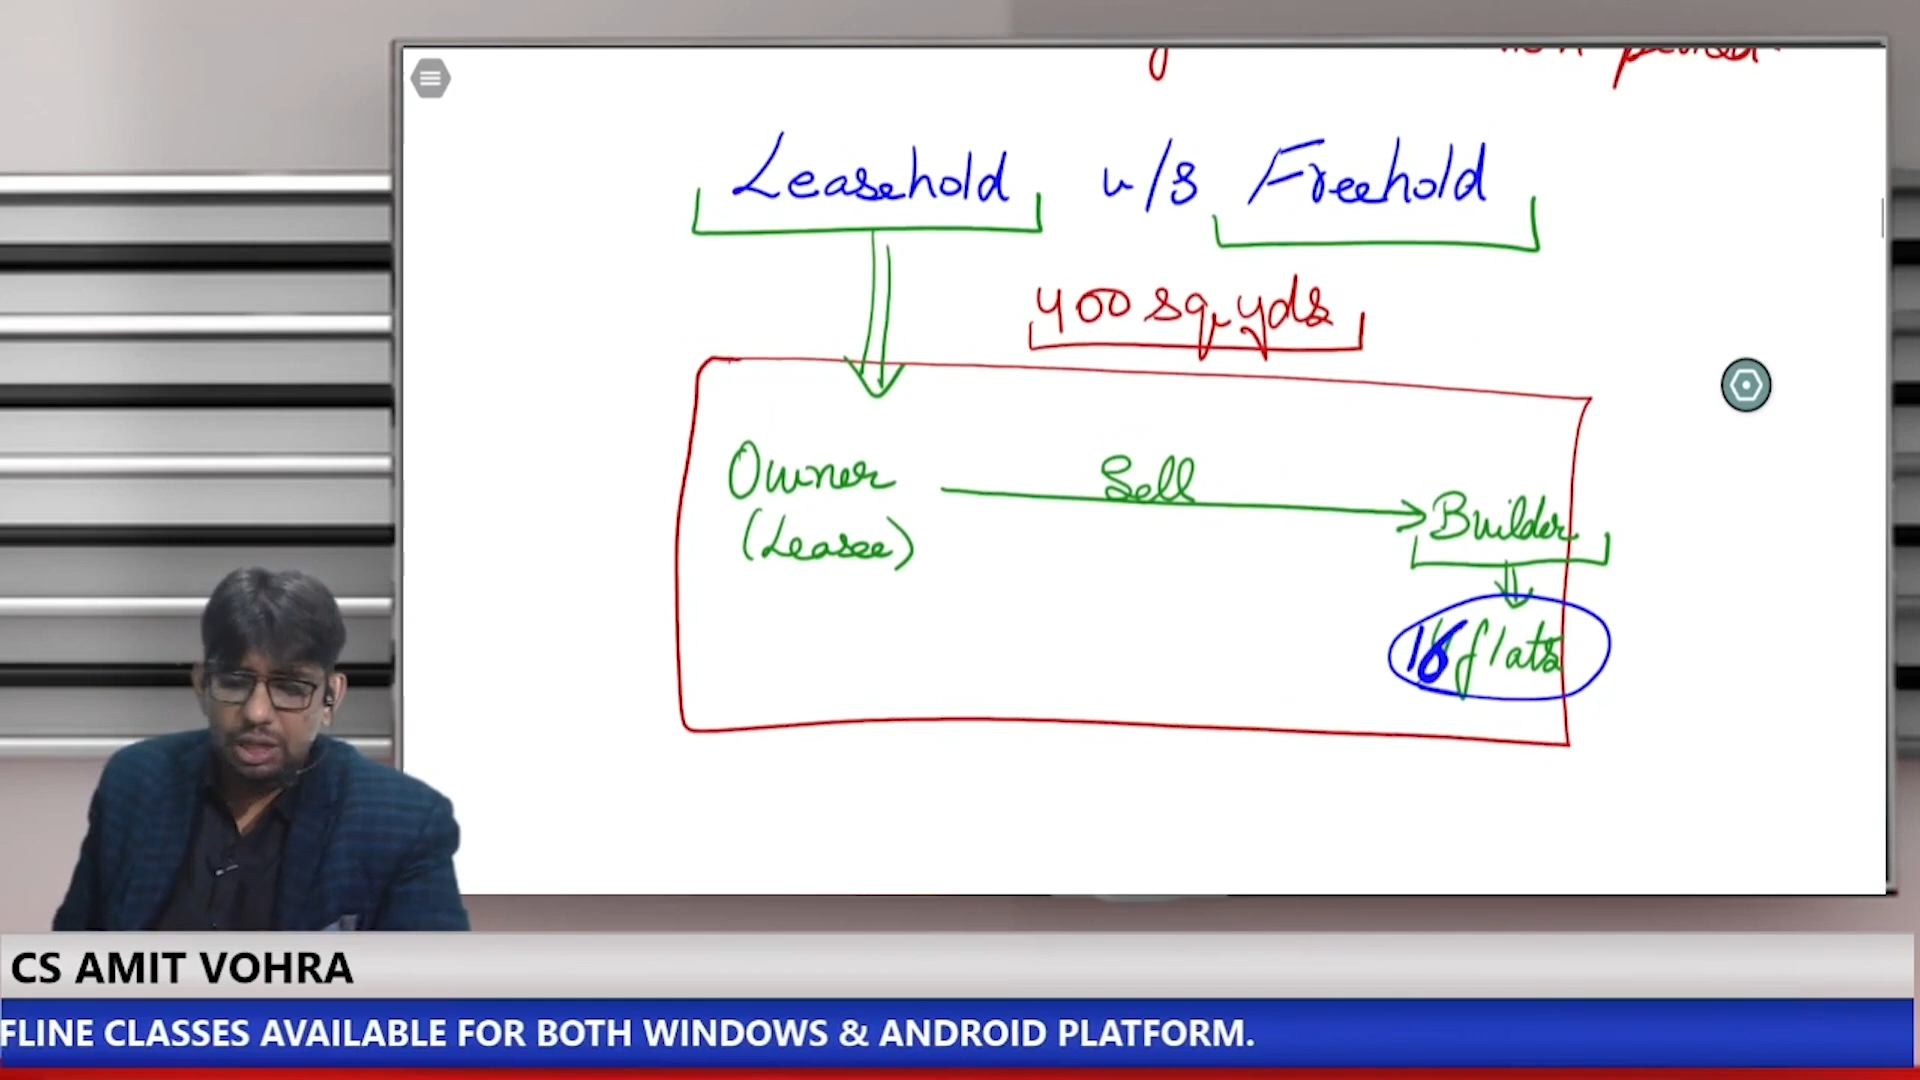 Leasehold v/s Freehold
400 sq. yds
Owner Sell Builder
(Leasee)
16 flats
CS AMIT VOHRA
FLINE CLASSES AVAILABLE FOR BOTH WINDOWS & ANDROID PLATFORM.